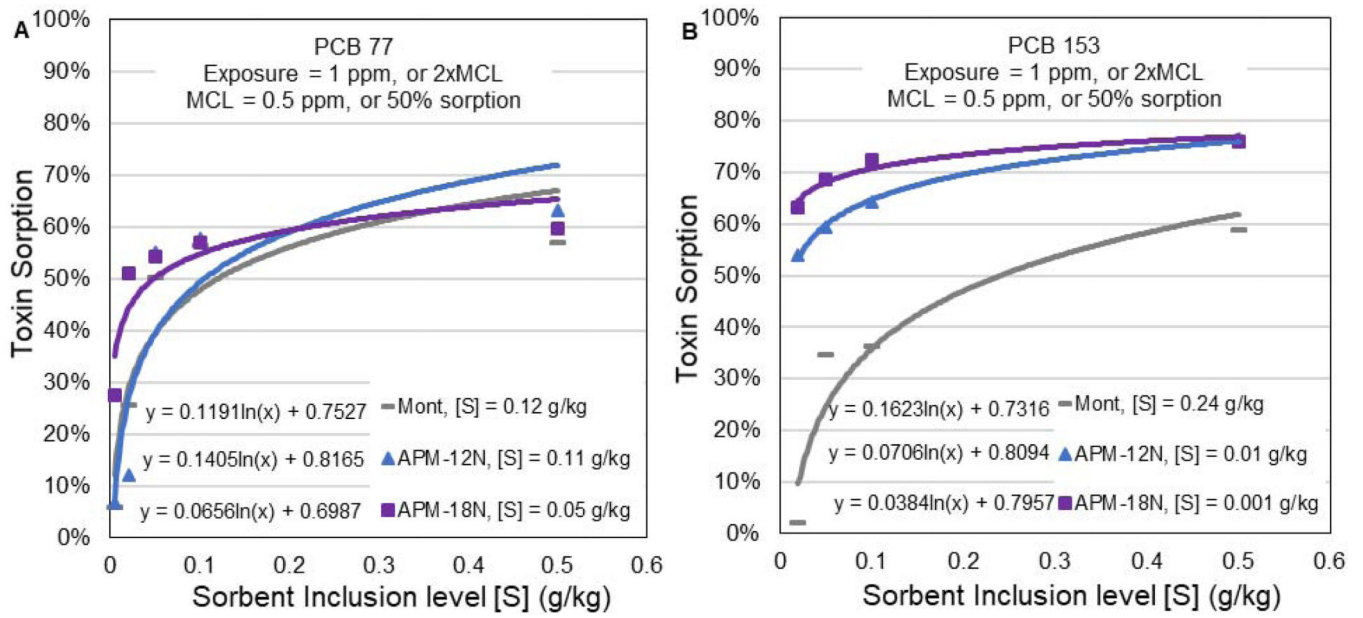 A
PCB 77
Exposure = 1 ppm, or 2xMCL
MCL = 0.5 ppm, or 50% sorption
Toxin Sorption
100%
90%
80%
70%
60%
50%
40%
30%
20%
10%
0%
y = 0.1191ln(x) + 0.7527
Mont, [S] = 0.12 g/kg
y = 0.1405ln(x) + 0.8165
APM-12N, [S] = 0.11 g/kg
y = 0.0656ln(x) + 0.6987
APM-18N, [S] = 0.05 g/kg
0 0.1 0.2 0.3 0.4 0.5 0.6
Sorbent Inclusion level [S] (g/kg)
B
PCB 153
Exposure = 1 ppm, or 2xMCL
MCL = 0.5 ppm, or 50% sorption
Toxin Sorption
100%
90%
80%
70%
60%
50%
40%
30%
20%
10%
0%
y = 0.1623ln(x) + 0.7316
Mont, [S] = 0.24 g/kg
y = 0.0706ln(x) + 0.8094
APM-12N, [S] = 0.01 g/kg
y = 0.0384ln(x) + 0.7957
APM-18N, [S] = 0.001 g/kg
0 0.1 0.2 0.3 0.4 0.5 0.6
Sorbent Inclusion level [S] (g/kg)